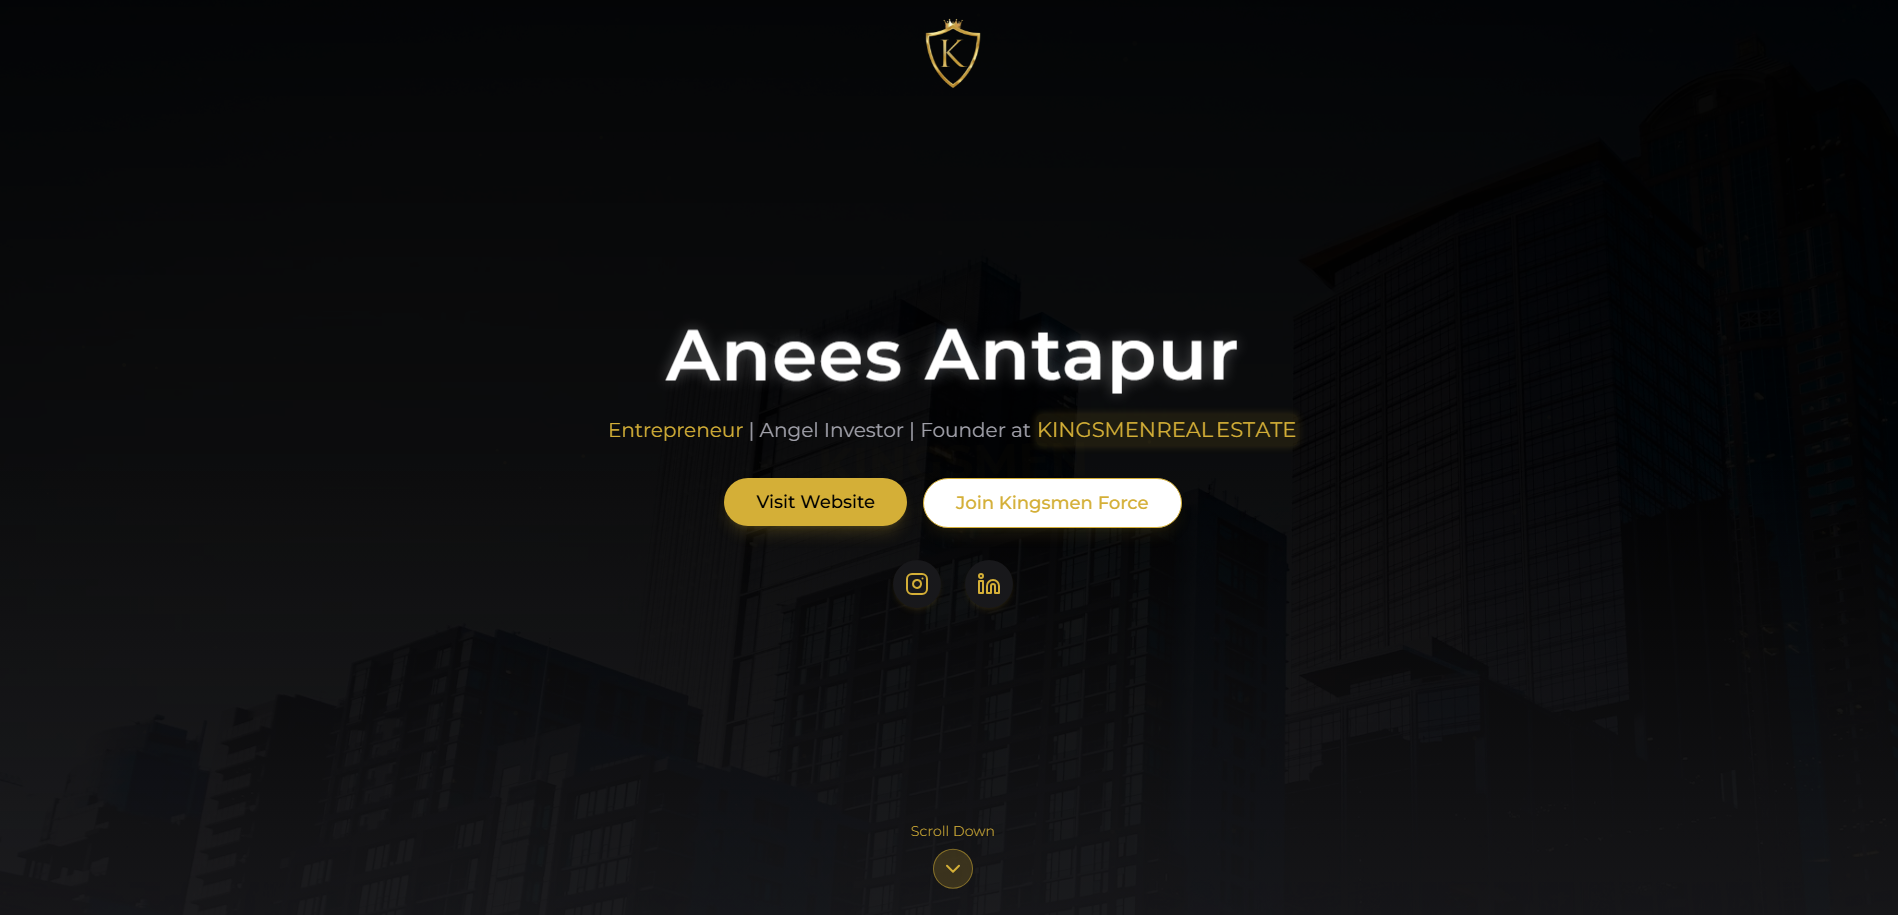 K
Anees Antapur
Entrepreneur | Angel Investor | Founder at KINGSMENREAL ESTATE
Visit Website
Join Kingsmen Force
Scroll Down